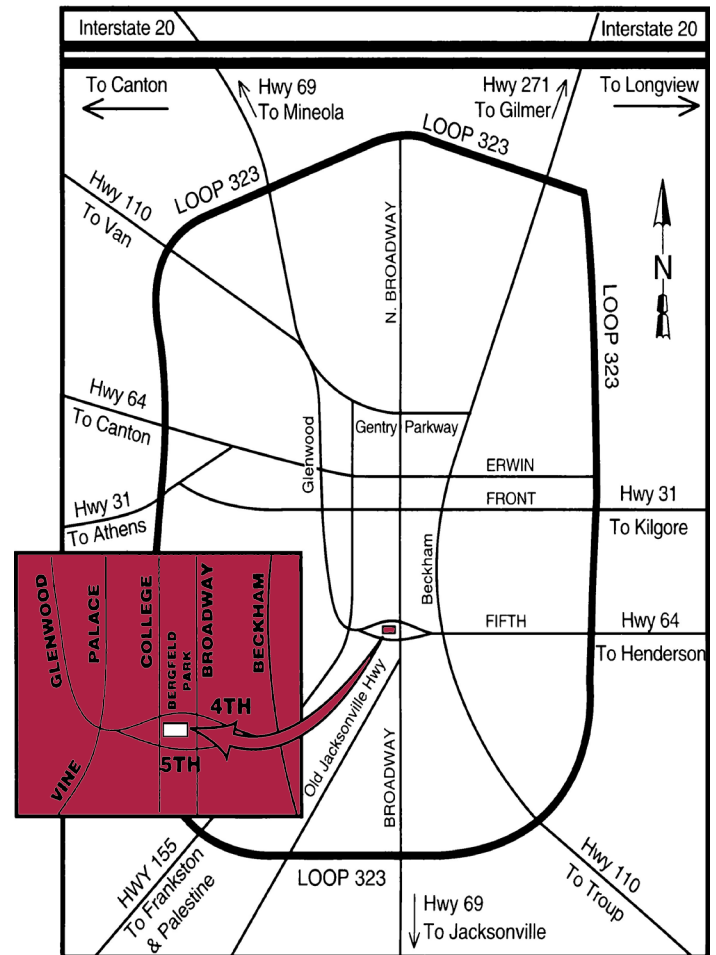 Interstate 20
Interstate 20
To Canton
Hwy 69
To Mineola
Hwy 271
To Gilmer
To Longview
LOOP 323
LOOP 323
Hwy 110
To Van
N. BROADWAY
N
LOOP 323
Hwy 64
To Canton
Glenwood
Gentry Parkway
ERWIN
Hwy 31
To Athens
FRONT
Hwy 31
To Kilgore
Beckham
FIFTH
Hwy 64
To Henderson
GLENWOOD
PALACE
COLLEGE
BERGFELD
PARK
BROADWAY
BECKHAM
4TH
5TH
VINE
Old Jacksonville Hwy
BROADWAY
HWY 155
To Frankston
& Palestine
LOOP 323
Hwy 69
To Jacksonville
Hwy 110
To Troup